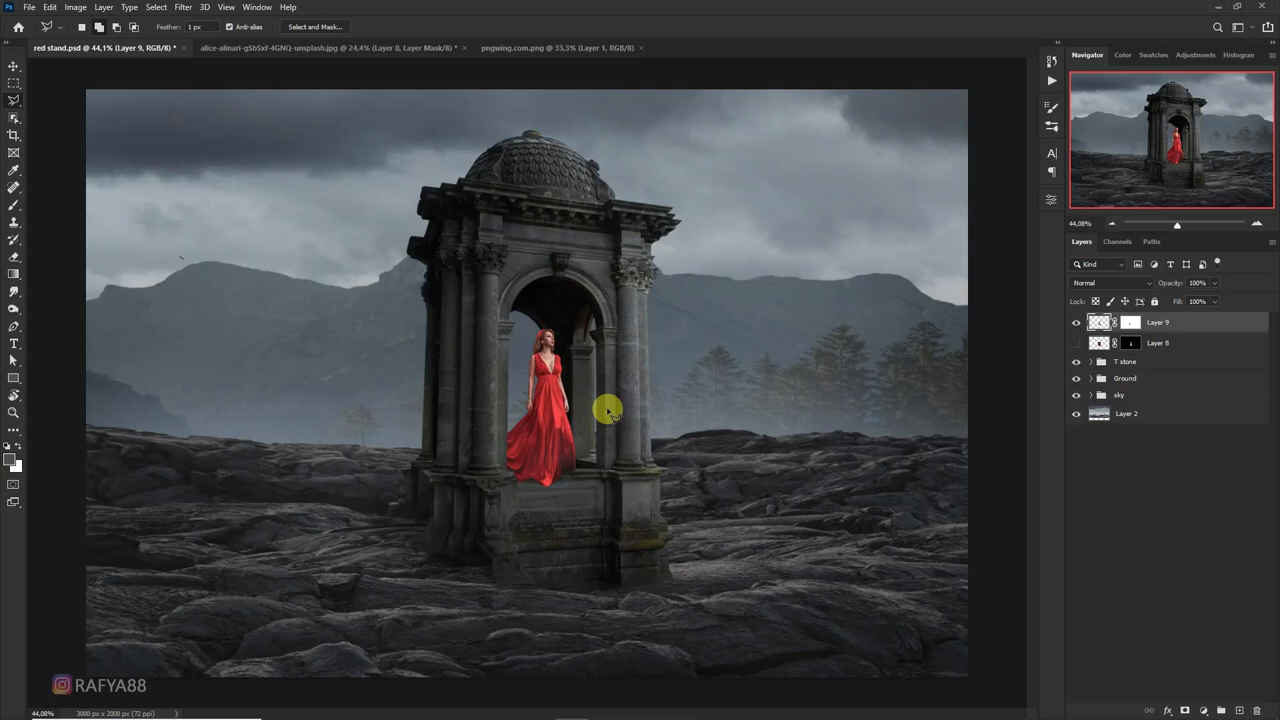 Ps File Edit Image Layer Type Select Filter 3D View Window Help
Feather: 1 px Anti-alias Select and Mask...
red stand.psd @ 44,1% (Layer 9, RGB/8) * × alice-alinari-gSbSxf-4GNQ-unsplash.jpg @ 24,4% (Layer 0, Layer Mask/8) * × pngwing.com.png @ 33,3% (Layer 1, RGB/8) ×
Navigator Color Swatches Adjustments Histogran
44,08%
Layers Channels Paths
Kind
Normal Opacity: 100%
Lock: Fill: 100%
Layer 9
Layer 8
T stone
Ground
sky
Layer 2
RAFYA88
44,08% 3000 px x 2000 px (72 ppi)